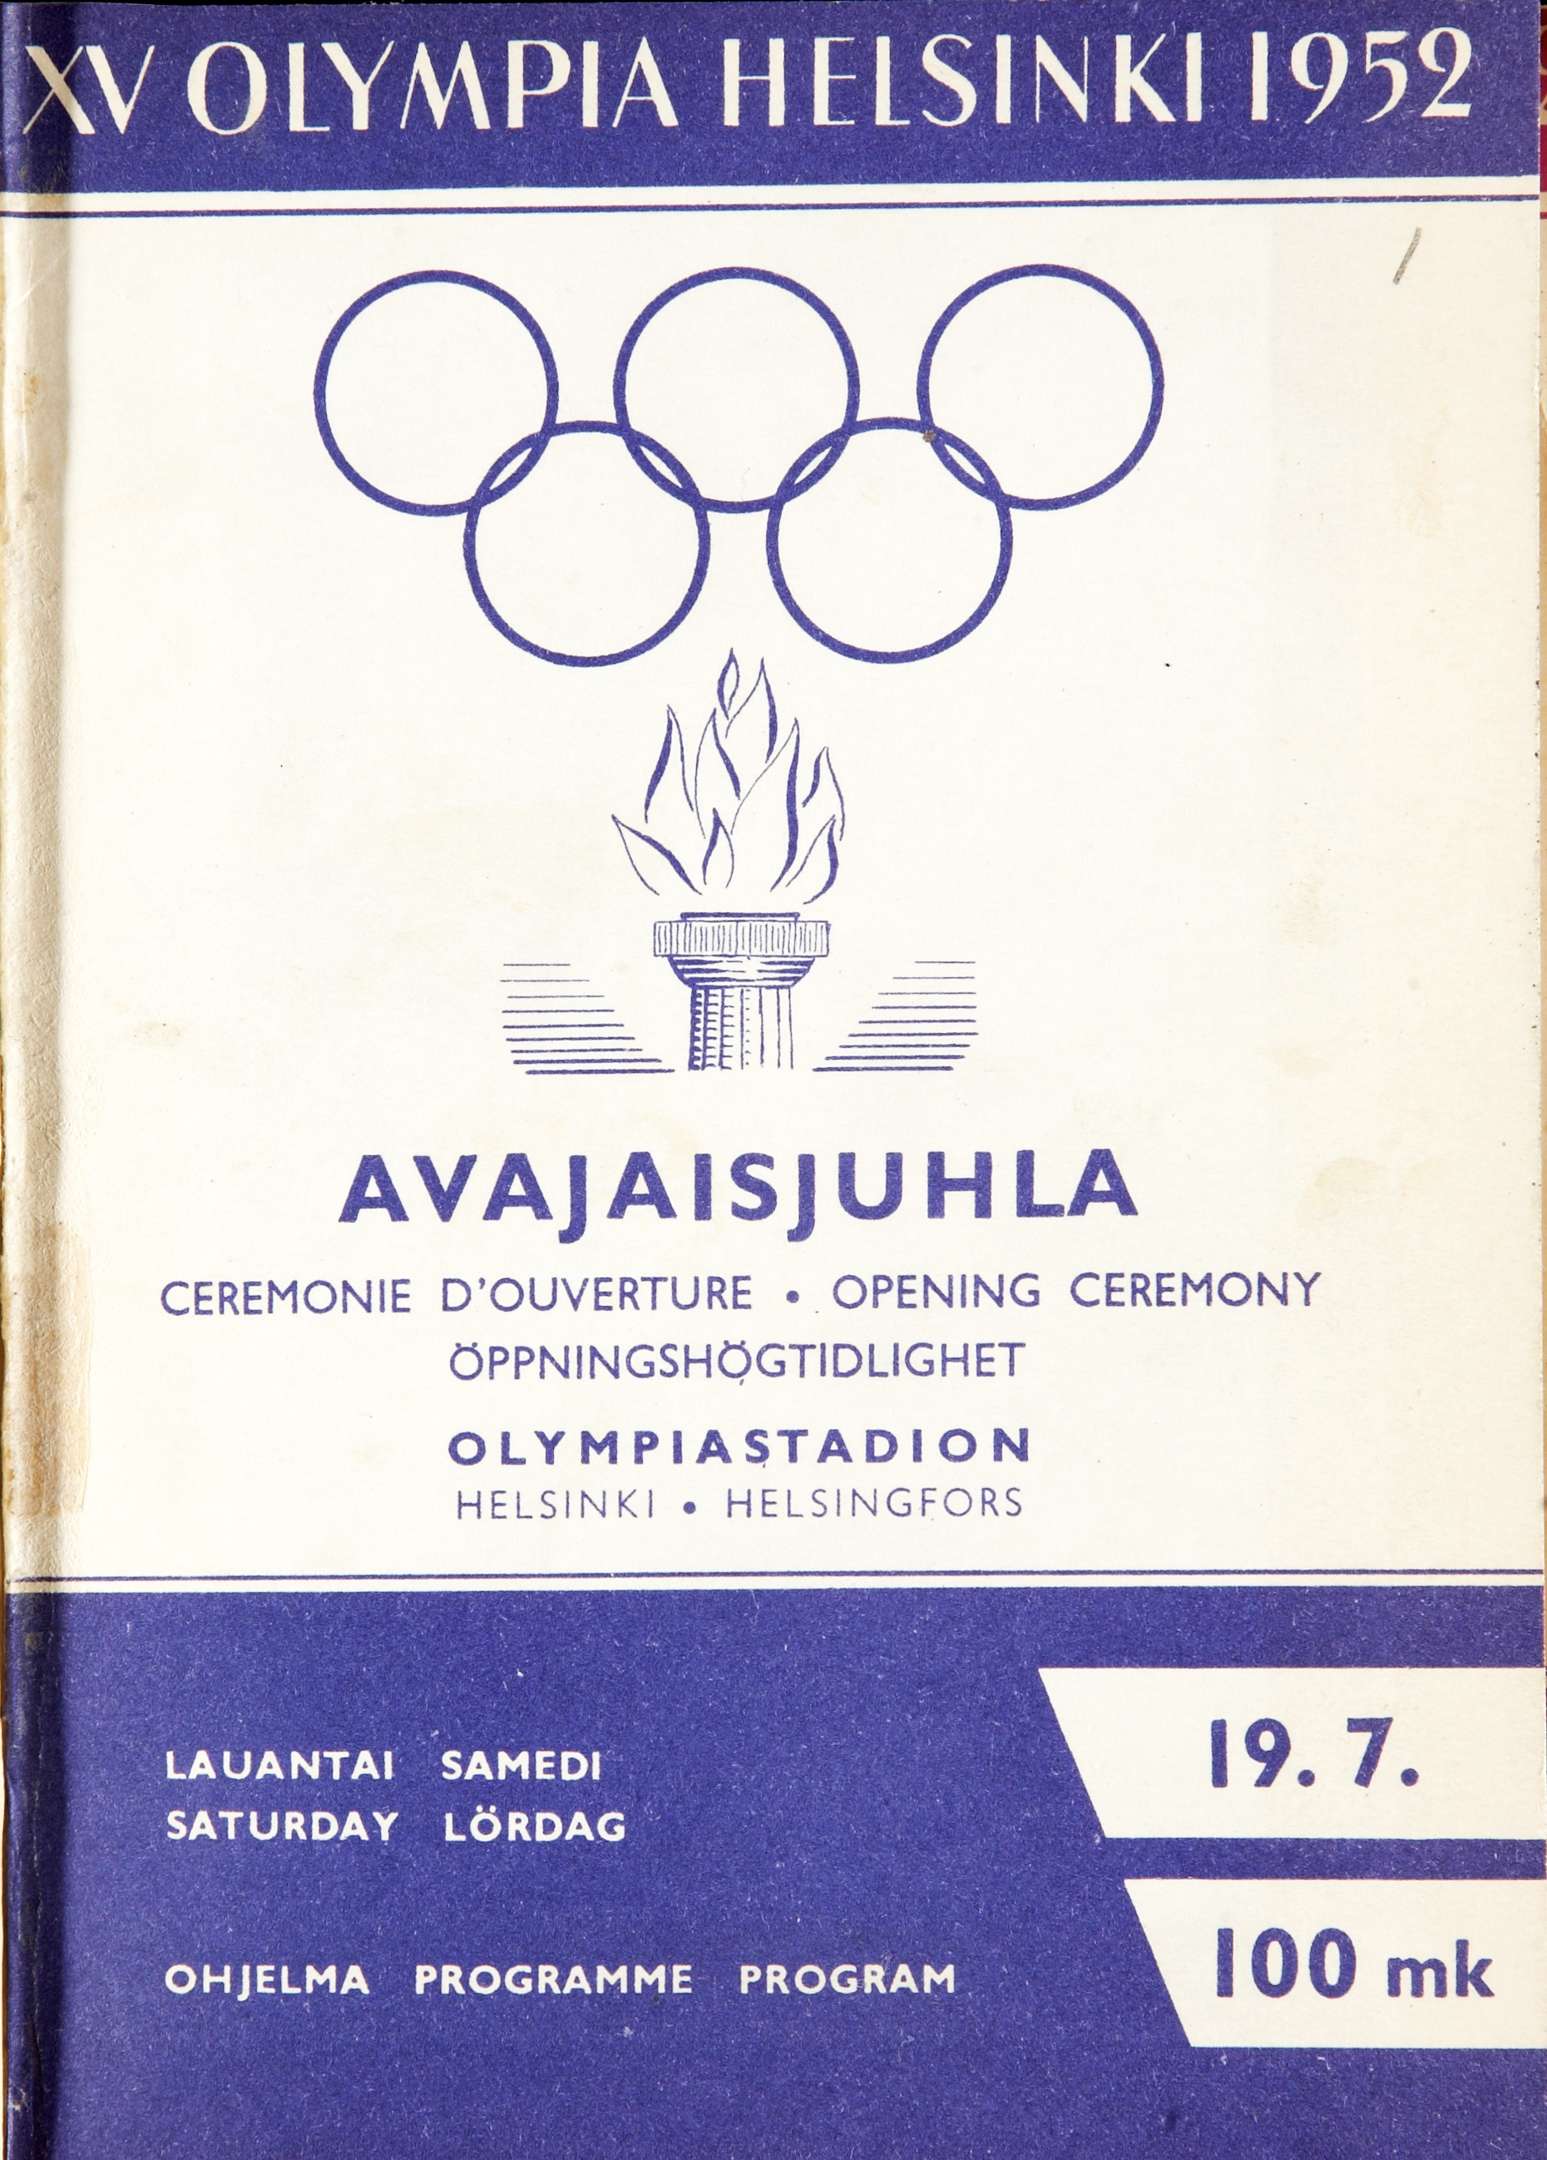 XV OLYMPIA HELSINKI 1952
AVAJAISJUHLA
CEREMONIE D'OUVERTURE • OPENING CEREMONY
ÖPPNINGSHÖGTIDLIGHET
OLYMPIASTADION
HELSINKI • HELSINGFORS
LAUANTAI SAMEDI
SATURDAY LÖRDAG
19.7.
OHJELMA PROGRAMME PROGRAM
100 mk